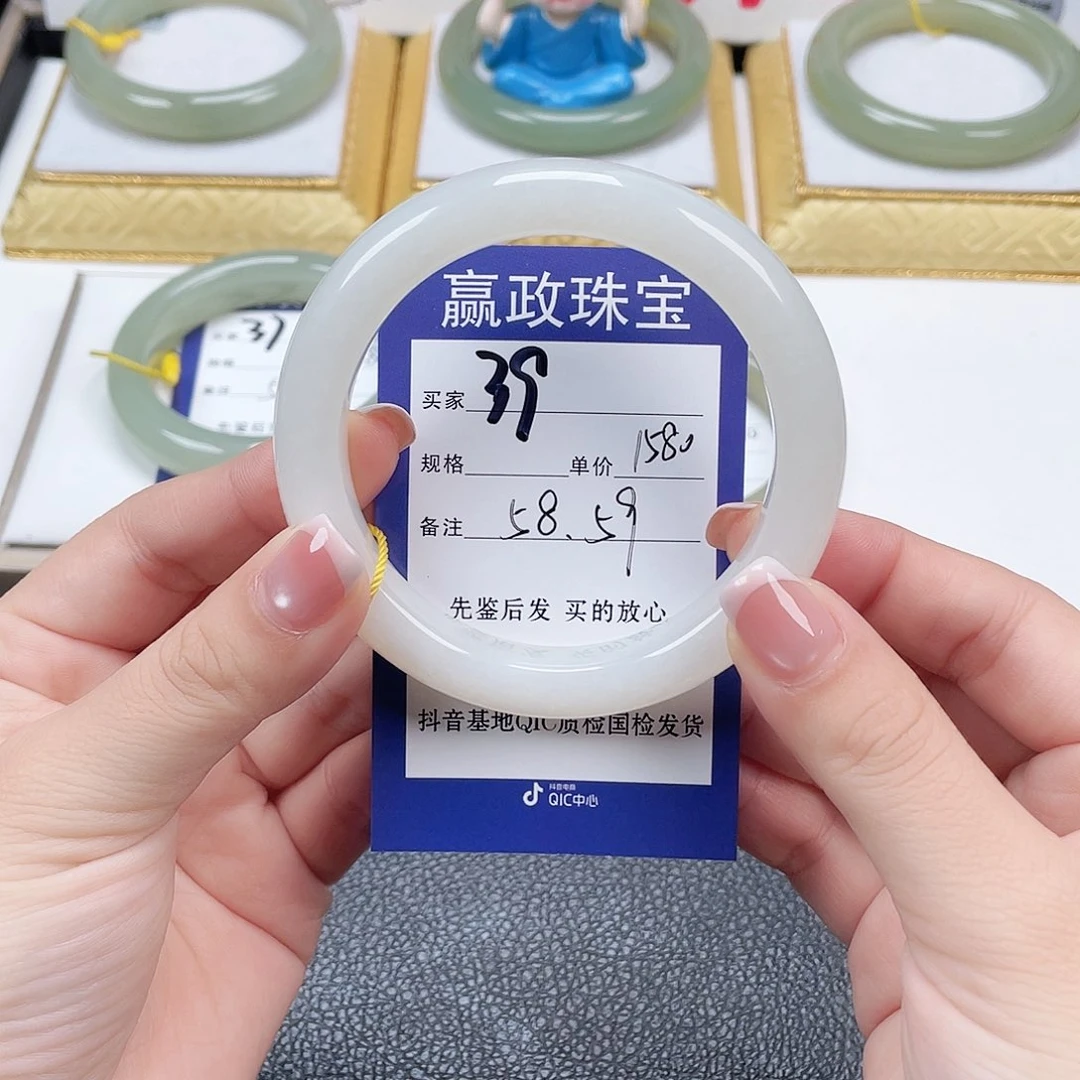 赢政珠宝
37
买家 39
规格 单价 1580
备注 58、59
先鉴后发 买的放心
抖音基地QIC质检国检发货
抖音电商
QIC中心